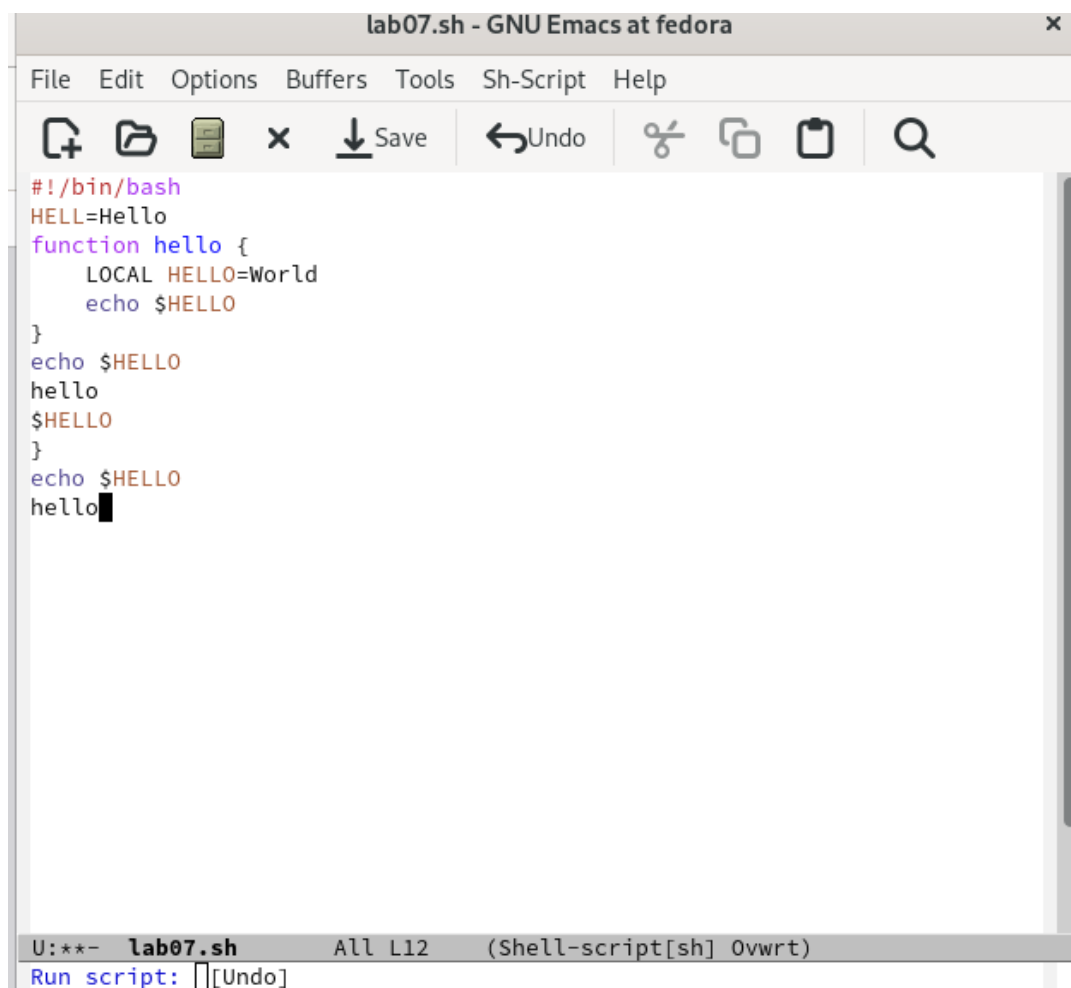 lab07.sh - GNU Emacs at fedora
File Edit Options Buffers Tools Sh-Script Help
Save Undo
#!/bin/bash
HELL=Hello
function hello {
    LOCAL HELLO=World
    echo $HELLO
}
echo $HELLO
hello
$HELLO
}
echo $HELLO
hello
U:**- lab07.sh All L12 (Shell-script[sh] Ovwrt)
Run script: [Undo]